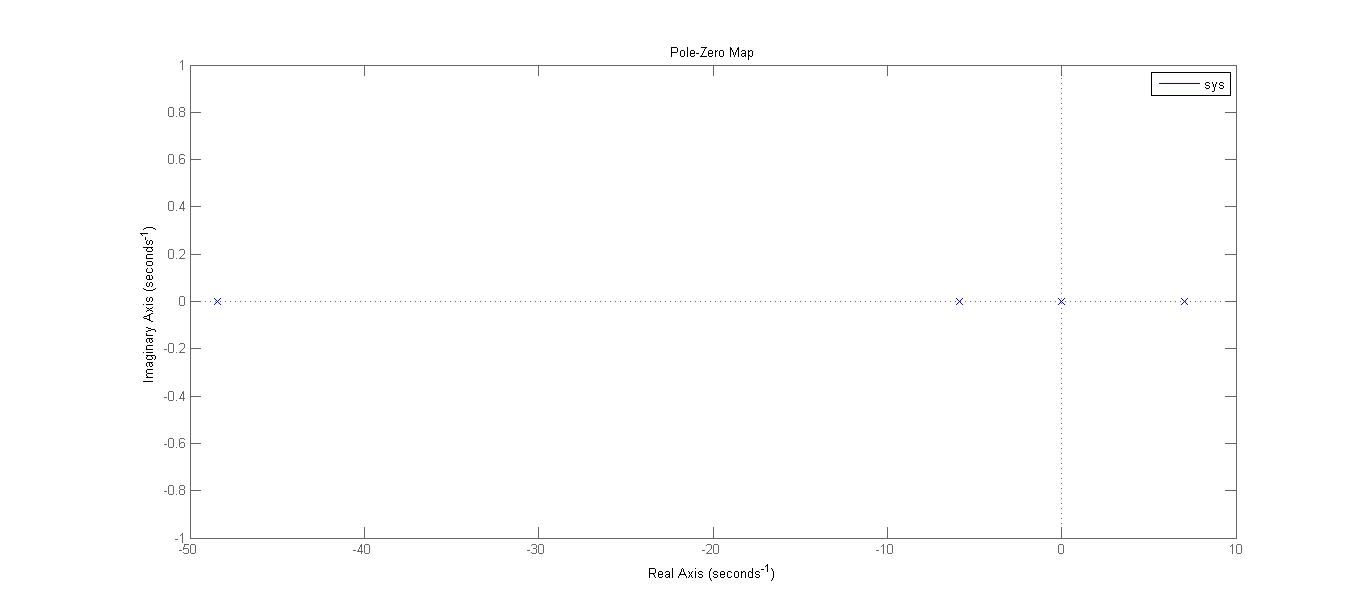 Pole-Zero Map
sys
1
0.8
0.6
0.4
0.2
0
-0.2
-0.4
-0.6
-0.8
-1
Imaginary Axis (seconds⁻¹)
-50 -40 -30 -20 -10 0 10
Real Axis (seconds⁻¹)